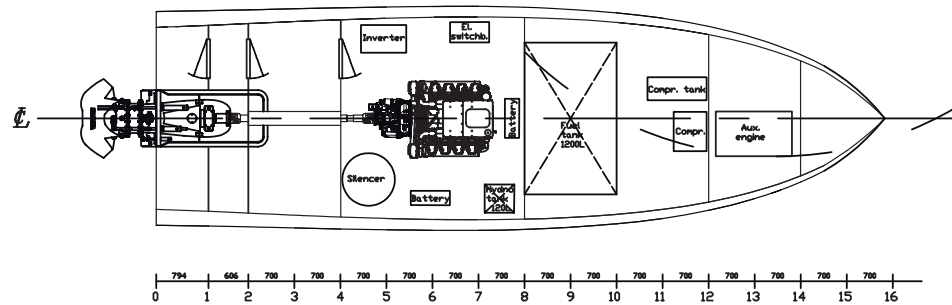 Inverter
El.
switchb.
Compr. tank
℄
Battery
Fuel
tank
1200L
Compr.
Aux.
engine
Silencer
Battery
Hydro
tank
120L
794 606 700 700 700 700 700 700 700 700 700 700 700 700 700 700
0 1 2 3 4 5 6 7 8 9 10 11 12 13 14 15 16